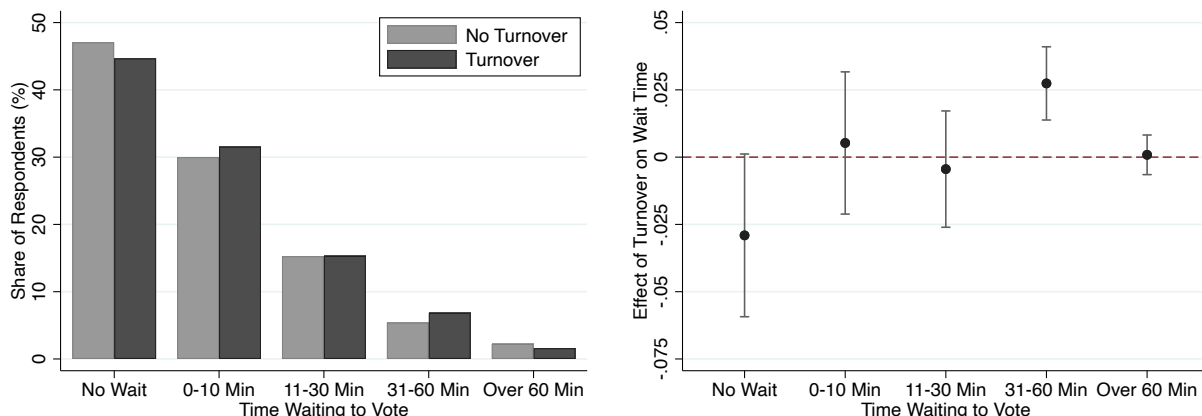 Share of Respondents (%)
50
40
30
20
10
0
No Turnover
Turnover
No Wait
0-10 Min
11-30 Min
31-60 Min
Over 60 Min
Time Waiting to Vote
Effect of Turnover on Wait Time
.05
.025
0
-.025
-.05
-.075
No Wait
0-10 Min
11-30 Min
31-60 Min
Over 60 Min
Time Waiting to Vote